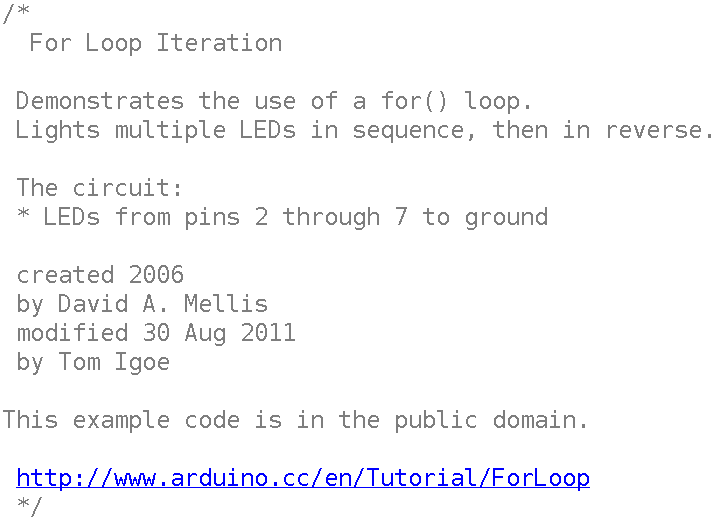 /*
For Loop Iteration
Demonstrates the use of a for() loop.
Lights multiple LEDs in sequence, then in reverse.
The circuit:
* LEDs from pins 2 through 7 to ground
created 2006
by David A. Mellis
modified 30 Aug 2011
by Tom Igoe
This example code is in the public domain.
http://www.arduino.cc/en/Tutorial/ForLoop
*/